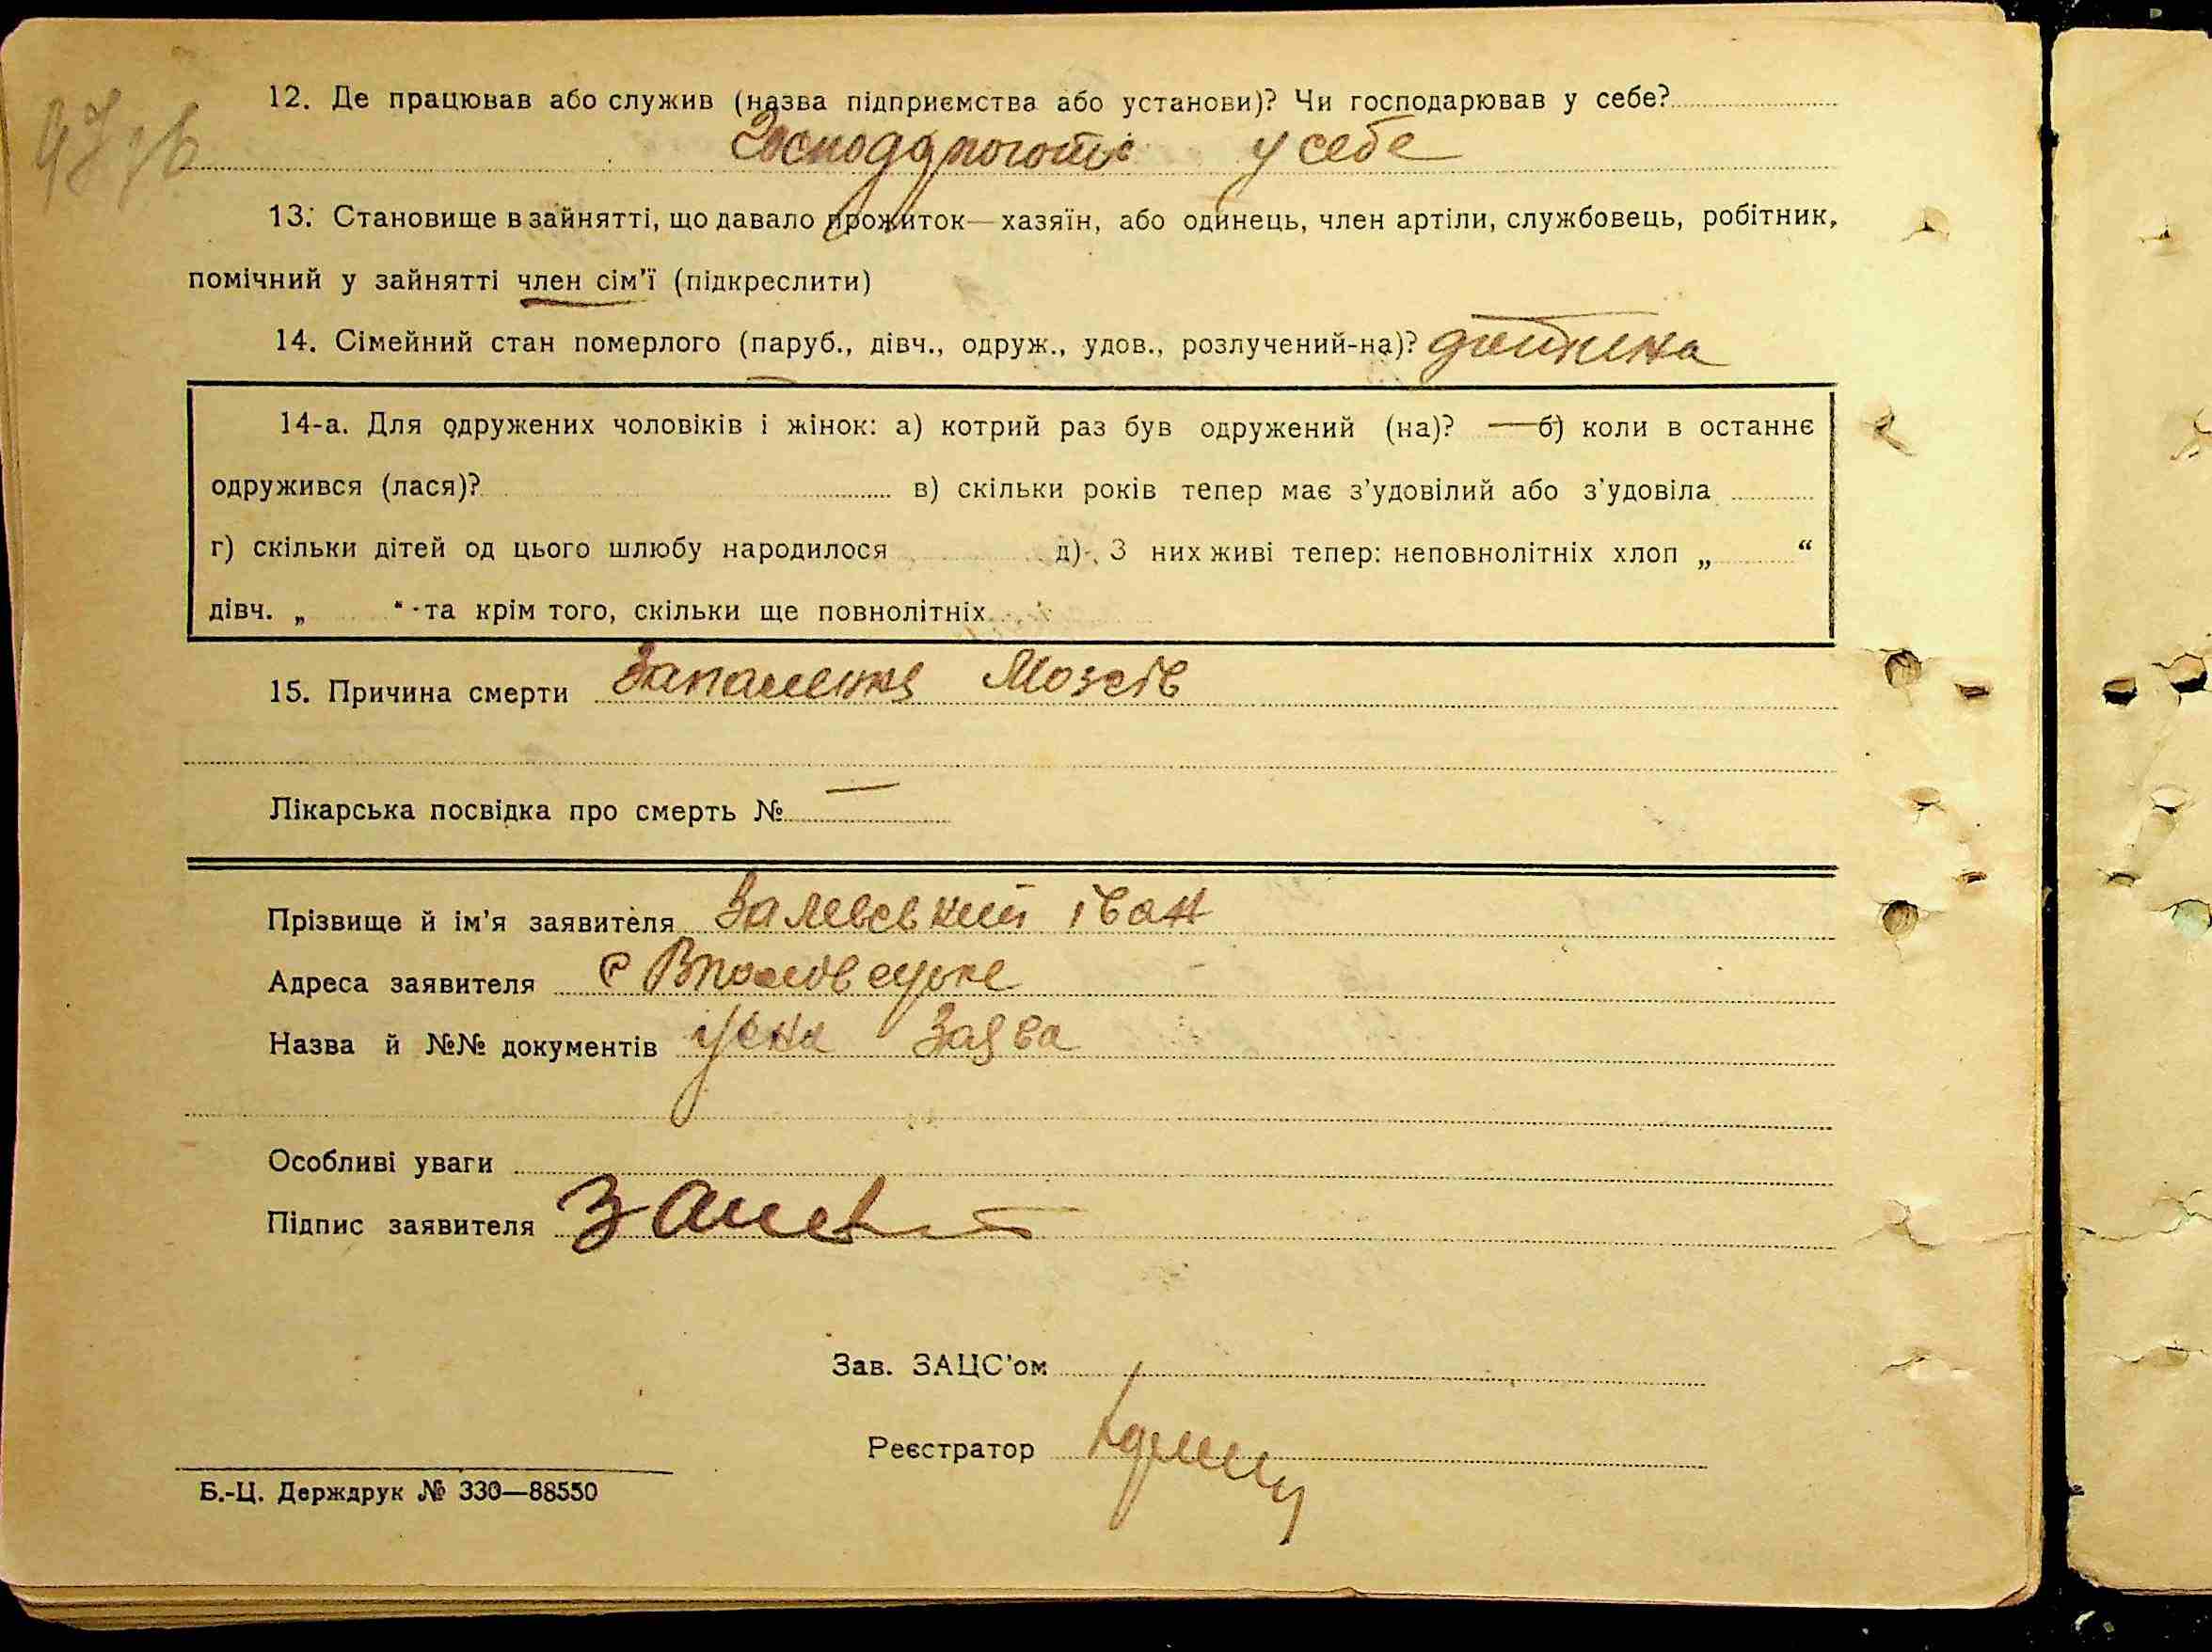 12. Де працював або служив (назва підприємства або установи)? Чи господарював у себе?
у себе
13. Становище в зайнятті, що давало прожиток—хазяїн, або одинець, член артіли, службовець, робітник,
помічний у зайнятті член сім'ї (підкреслити)
14. Сімейний стан померлого (паруб., дівч., одруж., удов., розлучений-на)? дитина
14-а. Для одружених чоловіків і жінок: а) котрий раз був одружений (на)? — б) коли в останнє
одружився (лася)? в) скільки років тепер має з'удовілий або з'удовіла
г) скільки дітей од цього шлюбу народилося д) З них живі тепер: неповнолітніх хлоп „ “
дівч. „ “ та крім того, скільки ще повнолітніх
15. Причина смерти Запалення Мозків
Лікарська посвідка про смерть № —
Прізвище й ім'я заявителя Залевський Іван
Адреса заявителя с
Назва й №№ документів усна Заява
Особливі уваги
Підпис заявителя
Зав. ЗАЦС'ом
Реєстратор
Б.-Ц. Держдрук № 330—88550